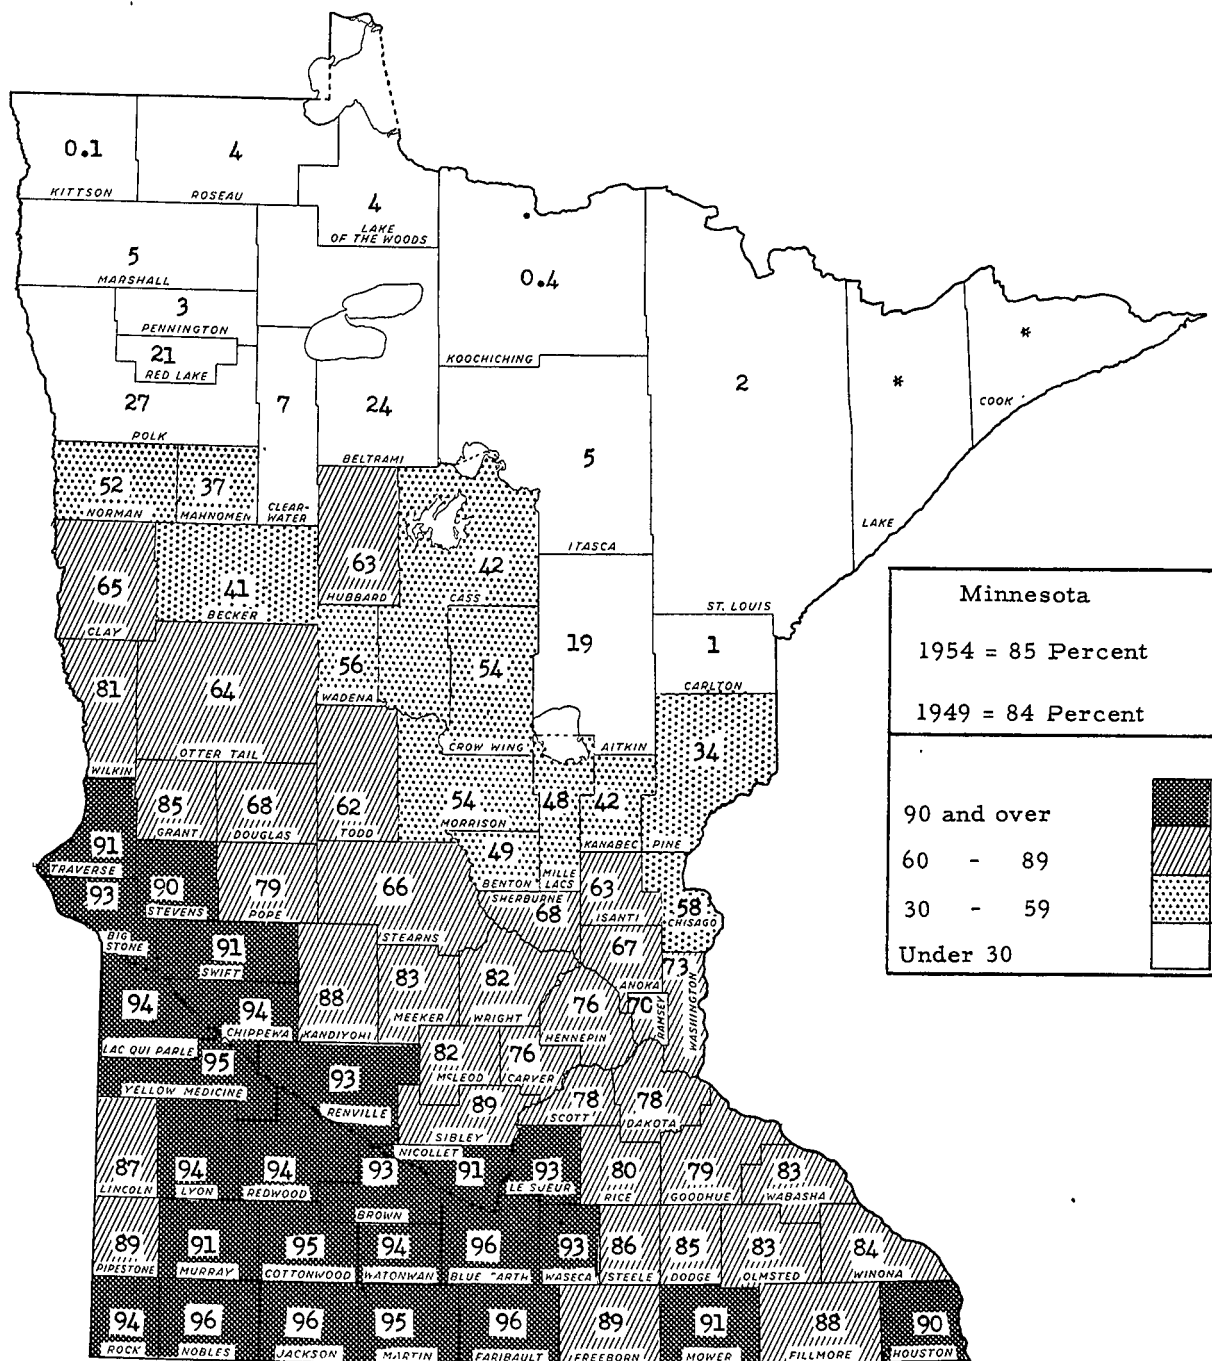 0.1
KITTSON
4
ROSEAU
4
LAKE
OF THE WOODS
5
MARSHALL
3
PENNINGTON
21
RED LAKE
27
POLK
7
CLEAR-
WATER
24
BELTRAMI
0.4
KOOCHICHING
5
ITASCA
2
ST. LOUIS
*
LAKE
*
COOK
52
NORMAN
37
MAHNOMEN
65
CLAY
41
BECKER
63
HUBBARD
42
CASS
56
WADENA
54
CROW WING
19
AITKIN
1
CARLTON
81
WILKIN
64
OTTER TAIL
34
PINE
85
GRANT
68
DOUGLAS
62
TODD
54
MORRISON
48
MILLE
LACS
42
KANABEC
91
TRAVERSE
93
BIG
STONE
90
STEVENS
79
POPE
66
STEARNS
49
BENTON
SHERBURNE
68
63
ISANTI
58
CHISAGO
91
SWIFT
88
KANDIYOHI
83
MEEKER
82
WRIGHT
67
ANOKA
73
WASHINGTON
76
HENNEPIN
70
RAMSEY
94
LAC QUI PARLE
94
CHIPPEWA
95
YELLOW MEDICINE
93
RENVILLE
82
McLEOD
76
CARVER
89
SIBLEY
78
SCOTT
78
DAKOTA
87
LINCOLN
94
LYON
94
REDWOOD
93
BROWN
NICOLLET
91
93
LE SUEUR
80
RICE
79
GOODHUE
83
WABASHA
89
PIPESTONE
91
MURRAY
95
COTTONWOOD
94
WATONWAN
96
BLUE EARTH
93
WASECA
86
STEELE
85
DODGE
83
OLMSTED
84
WINONA
94
ROCK
96
NOBLES
96
JACKSON
95
MARTIN
96
FARIBAULT
89
FREEBORN
91
MOWER
88
FILLMORE
90
HOUSTON
Minnesota
1954 = 85 Percent
1949 = 84 Percent
90 and over
60 - 89
30 - 59
Under 30